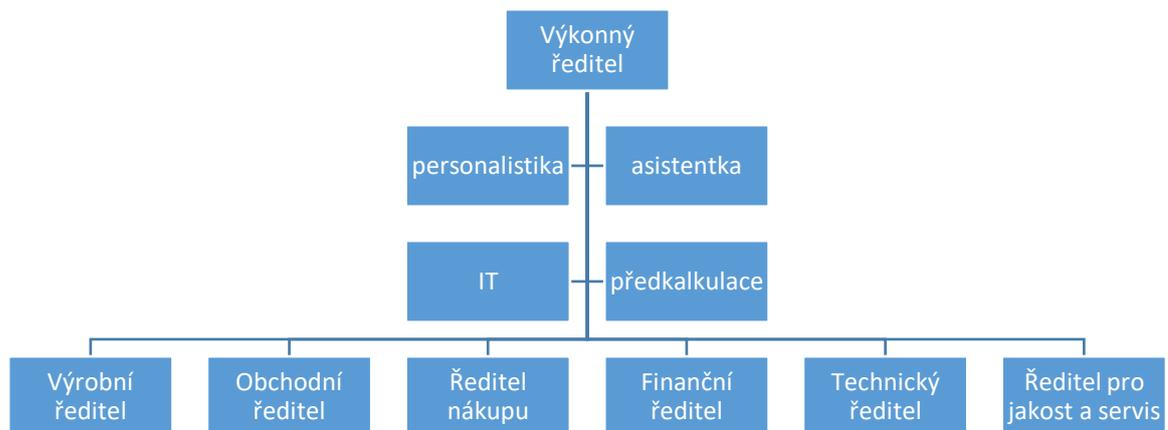 Výkonný
ředitel
personalistika
asistentka
IT
předkalkulace
Výrobní
ředitel
Obchodní
ředitel
Ředitel
nákupu
Finanční
ředitel
Technický
ředitel
Ředitel pro
jakost a servis